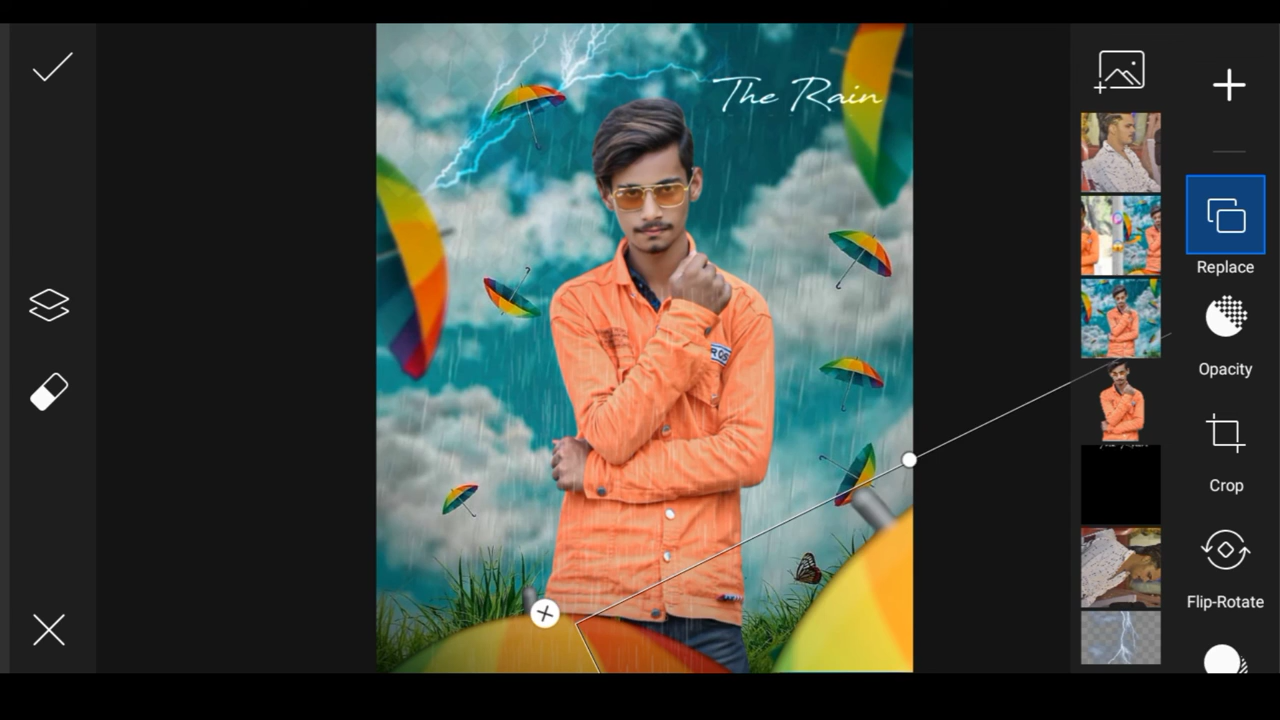 The Rain
Replace
Opacity
Crop
Flip-Rotate